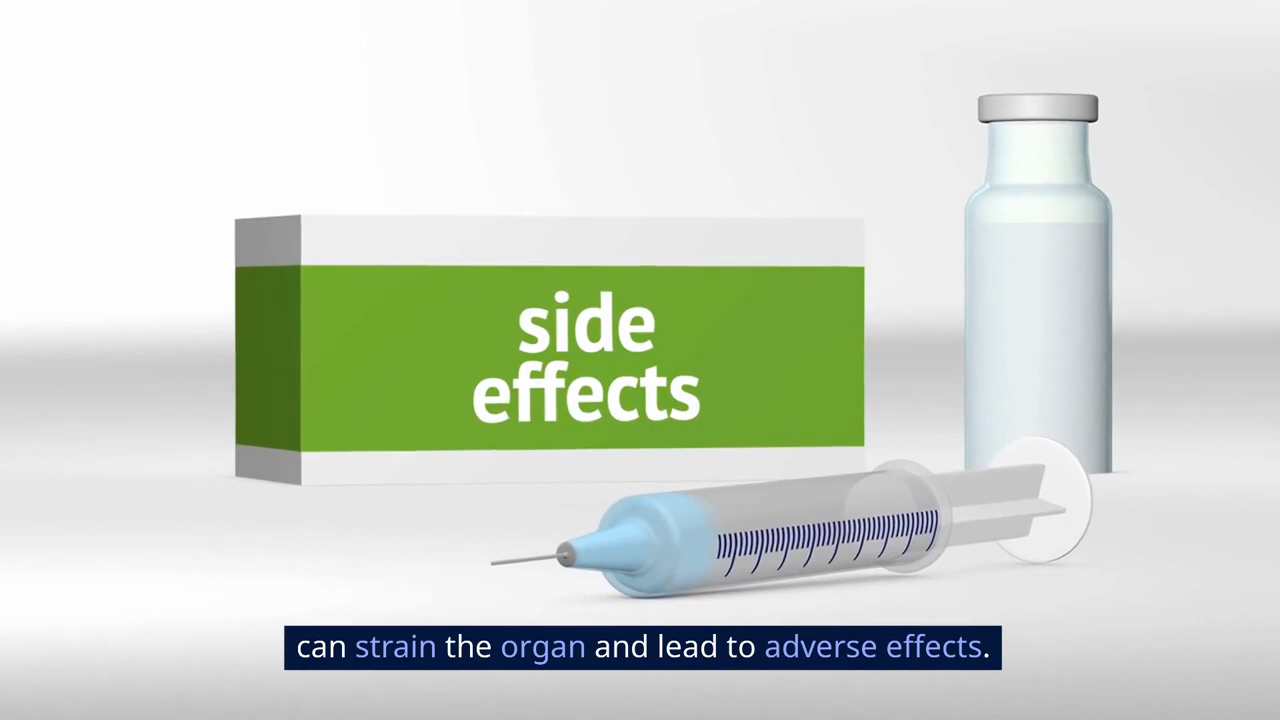 side
effects
can strain the organ and lead to adverse effects.